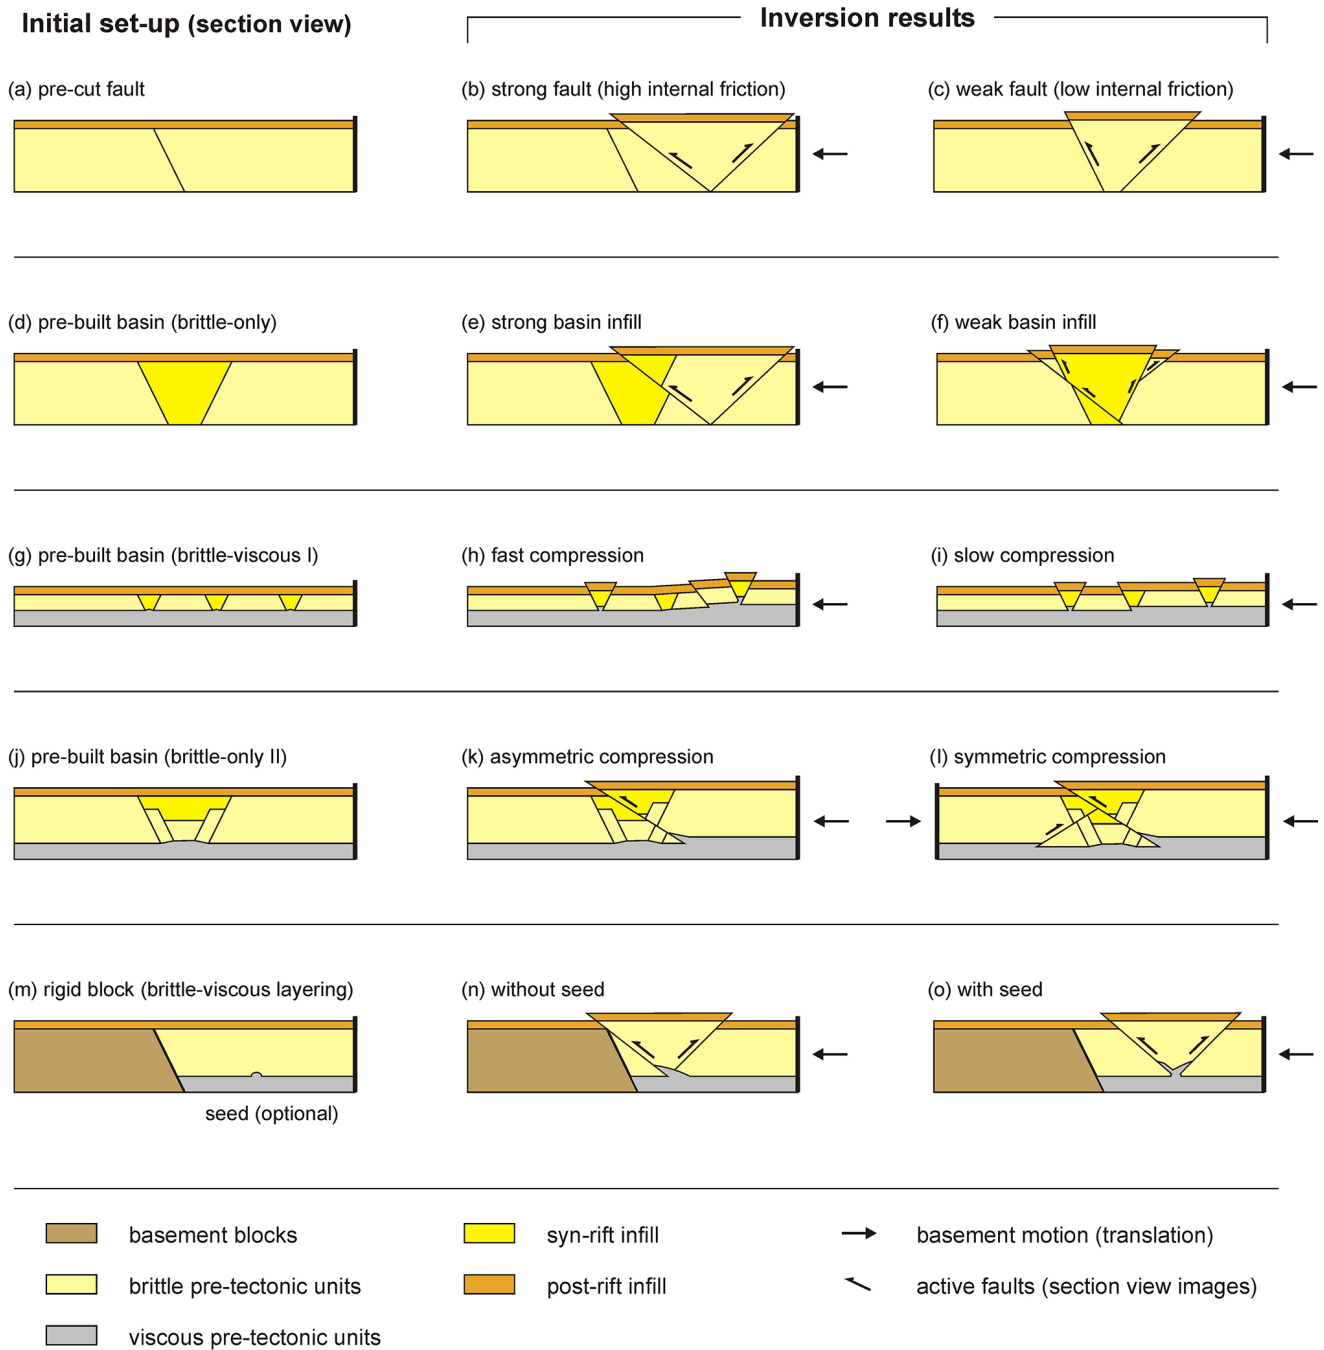 Initial set-up (section view)
Inversion results
(a) pre-cut fault
(b) strong fault (high internal friction)
(c) weak fault (low internal friction)
(d) pre-built basin (brittle-only)
(e) strong basin infill
(f) weak basin infill
(g) pre-built basin (brittle-viscous I)
(h) fast compression
(i) slow compression
(j) pre-built basin (brittle-only II)
(k) asymmetric compression
(l) symmetric compression
(m) rigid block (brittle-viscous layering)
(n) without seed
(o) with seed
seed (optional)
basement blocks
syn-rift infill
basement motion (translation)
brittle pre-tectonic units
post-rift infill
active faults (section view images)
viscous pre-tectonic units